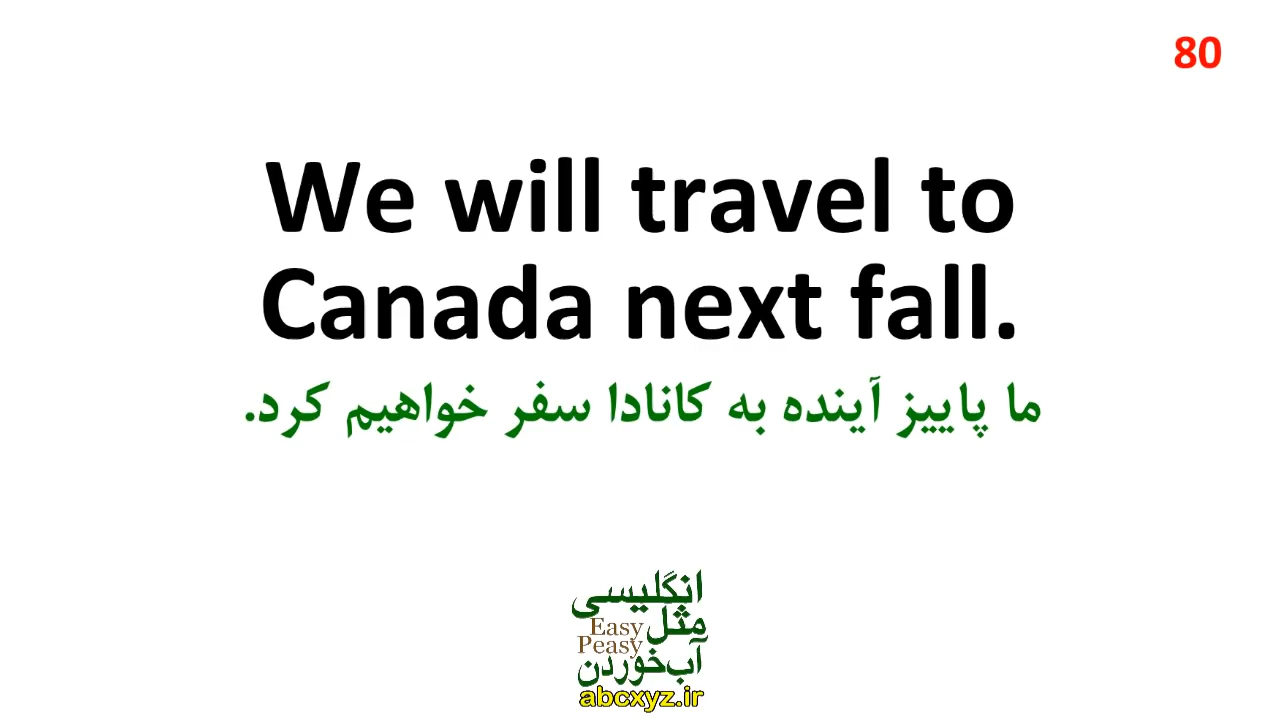 80
We will travel to
Canada next fall.
ما پاییز آینده به کانادا سفر خواهیم کرد.
انگلیسی
مثل
Easy
Peasy
آب‌خوردن
abcxyz.ir